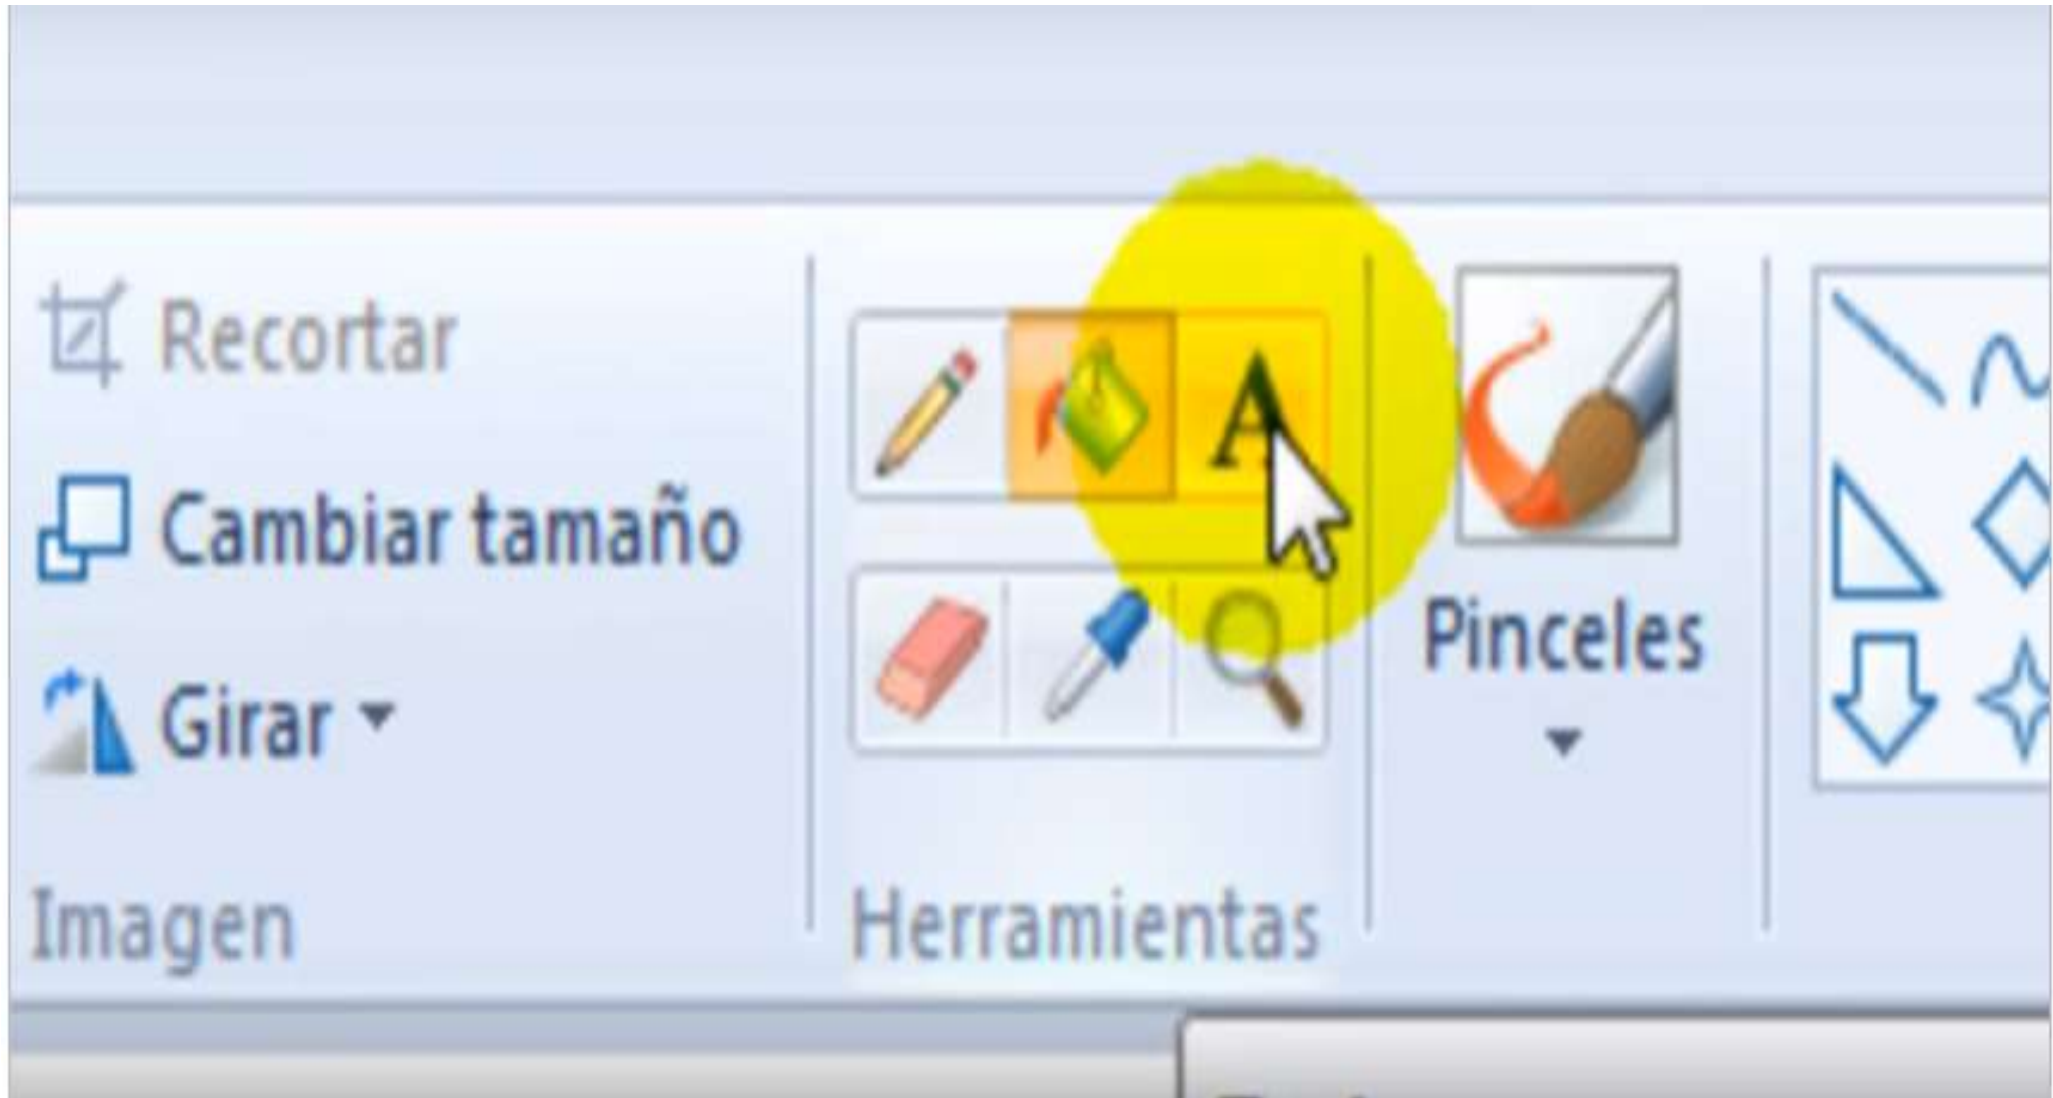 Recortar
Cambiar tamaño
Girar
Imagen
A
Herramientas
Pinceles